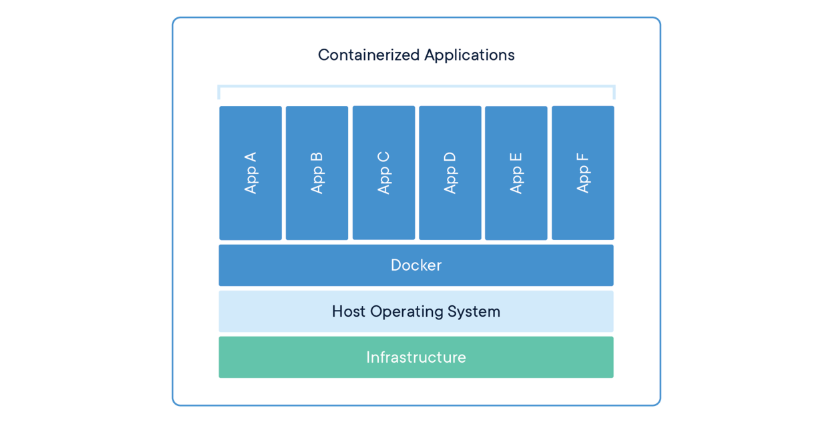 Containerized Applications
App A
App B
App C
App D
App E
App F
Docker
Host Operating System
Infrastructure